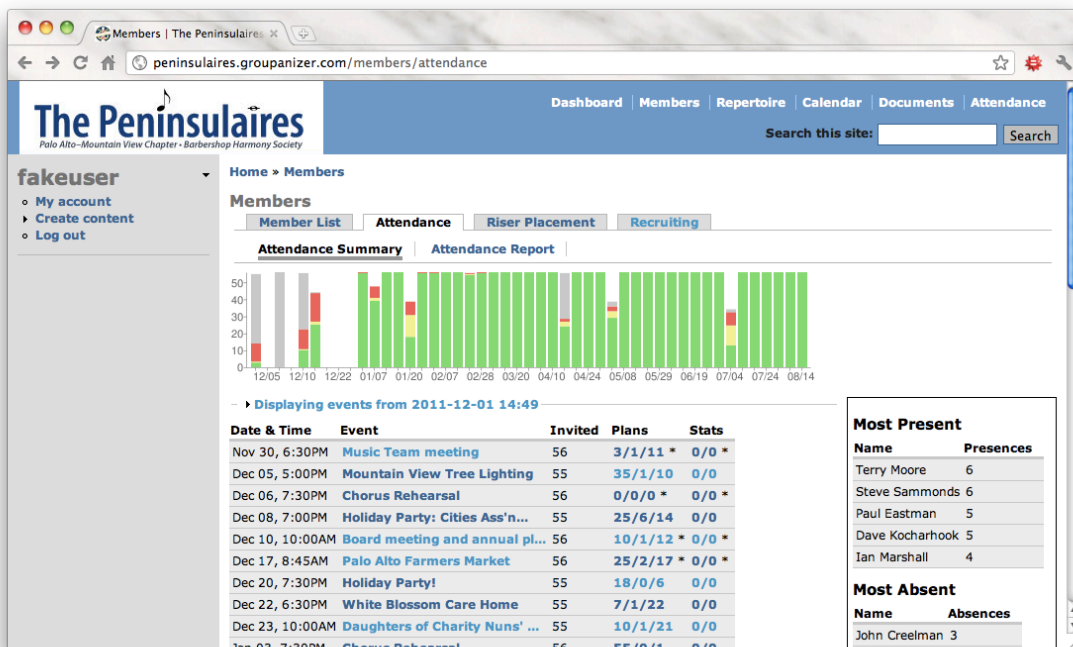 Members | The Peninsulaires
peninsulaires.groupanizer.com/members/attendance
The Peninsulaires
Palo Alto–Mountain View Chapter • Barbershop Harmony Society
Dashboard Members Repertoire Calendar Documents Attendance
Search this site: Search
fakeuser
My account
Create content
Log out
Home » Members
Members
Member List Attendance Riser Placement Recruiting
Attendance Summary Attendance Report
50
40
30
20
10
0
12/05 12/10 12/22 01/07 01/20 02/07 02/28 03/20 04/10 04/24 05/08 05/29 06/19 07/04 07/24 08/14
Displaying events from 2011-12-01 14:49
Date & Time Event Invited Plans Stats
Nov 30, 6:30PM Music Team meeting 56 3/1/11 * 0/0 *
Dec 05, 5:00PM Mountain View Tree Lighting 55 35/1/10 0/0
Dec 06, 7:30PM Chorus Rehearsal 56 0/0/0 * 0/0 *
Dec 08, 7:00PM Holiday Party: Cities Ass'n... 55 25/6/14 0/0
Dec 10, 10:00AM Board meeting and annual pl... 56 10/1/12 * 0/0 *
Dec 17, 8:45AM Palo Alto Farmers Market 56 25/2/17 * 0/0 *
Dec 20, 7:30PM Holiday Party! 55 18/0/6 0/0
Dec 22, 6:30PM White Blossom Care Home 55 7/1/22 0/0
Dec 23, 10:00AM Daughters of Charity Nuns' ... 55 10/1/21 0/0
Most Present
Name Presences
Terry Moore 6
Steve Sammonds 6
Paul Eastman 5
Dave Kocharhook 5
Ian Marshall 4
Most Absent
Name Absences
John Creelman 3